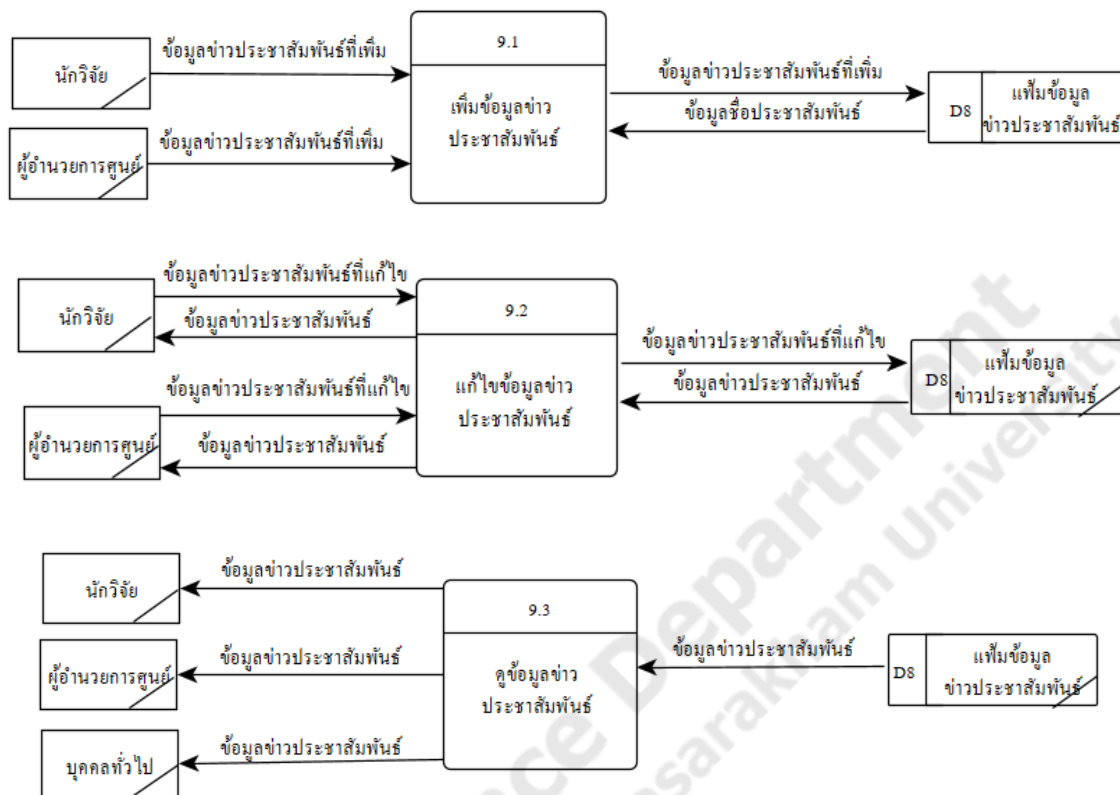 ข้อมูลข่าวประชาสัมพันธ์ที่เพิ่ม
นักวิจัย
ข้อมูลข่าวประชาสัมพันธ์ที่เพิ่ม
ผู้อำนวยการศูนย์
9.1
เพิ่มข้อมูลข่าว
ประชาสัมพันธ์
ข้อมูลข่าวประชาสัมพันธ์ที่เพิ่ม
ข้อมูลชื่อประชาสัมพันธ์
D8
แฟ้มข้อมูล
ข่าวประชาสัมพันธ์
ข้อมูลข่าวประชาสัมพันธ์ที่แก้ไข
นักวิจัย
ข้อมูลข่าวประชาสัมพันธ์
ข้อมูลข่าวประชาสัมพันธ์ที่แก้ไข
ผู้อำนวยการศูนย์
ข้อมูลข่าวประชาสัมพันธ์
9.2
แก้ไขข้อมูลข่าว
ประชาสัมพันธ์
ข้อมูลข่าวประชาสัมพันธ์ที่แก้ไข
ข้อมูลข่าวประชาสัมพันธ์
D8
แฟ้มข้อมูล
ข่าวประชาสัมพันธ์
ข้อมูลข่าวประชาสัมพันธ์
นักวิจัย
ข้อมูลข่าวประชาสัมพันธ์
ผู้อำนวยการศูนย์
ข้อมูลข่าวประชาสัมพันธ์
บุคคลทั่วไป
9.3
ดูข้อมูลข่าว
ประชาสัมพันธ์
ข้อมูลข่าวประชาสัมพันธ์
D8
แฟ้มข้อมูล
ข่าวประชาสัมพันธ์
Department
University